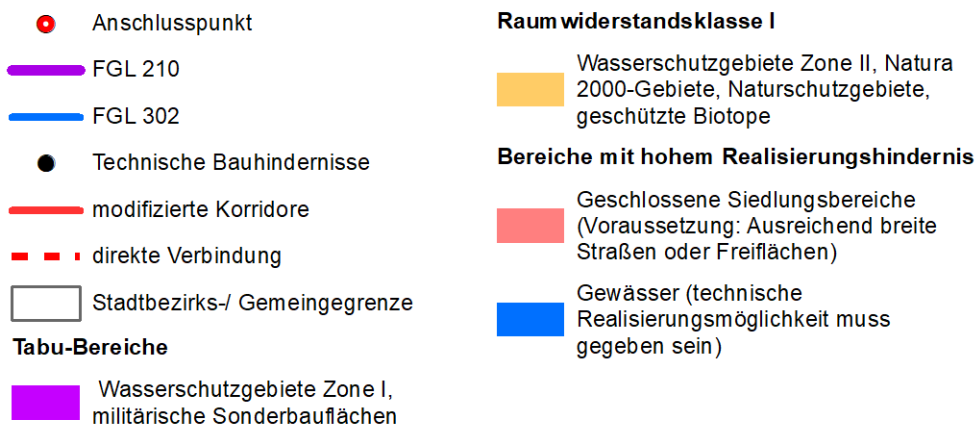 Anschlusspunkt
FGL 210
FGL 302
Technische Bauhindernisse
modifizierte Korridore
direkte Verbindung
Stadtbezirks-/ Gemeingegrenze
Tabu-Bereiche
Wasserschutzgebiete Zone I,
militärische Sonderbauflächen
Raumwiderstandsklasse I
Wasserschutzgebiete Zone II, Natura
2000-Gebiete, Naturschutzgebiete,
geschützte Biotope
Bereiche mit hohem Realisierungshindernis
Geschlossene Siedlungsbereiche
(Voraussetzung: Ausreichend breite
Straßen oder Freiflächen)
Gewässer (technische
Realisierungsmöglichkeit muss
gegeben sein)